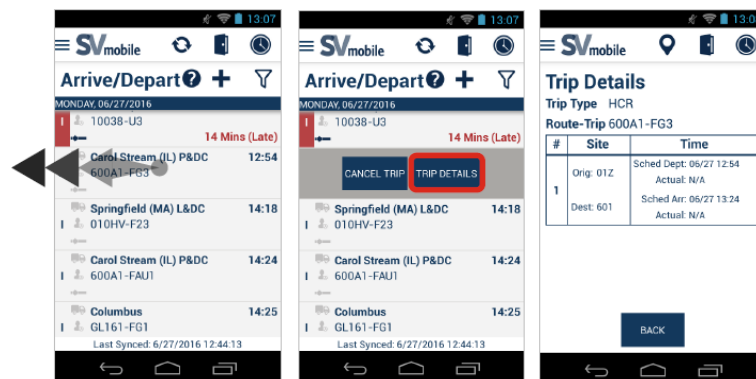 13:07
SVmobile
Arrive/Depart? +
MONDAY, 06/27/2016
I 10038-U3
14 Mins (Late)
Carol Stream (IL) P&DC 12:54
600A1-FG3
Springfield (MA) L&DC 14:18
I 010HV-F23
Carol Stream (IL) P&DC 14:24
I 600A1-FAU1
Columbus 14:25
I GL161-FG1
Last Synced: 6/27/2016 12:44:13
13:07
SVmobile
Arrive/Depart? +
MONDAY, 06/27/2016
I 10038-U3
14 Mins (Late)
CANCEL TRIP TRIP DETAILS
Springfield (MA) L&DC 14:18
I 010HV-F23
Carol Stream (IL) P&DC 14:24
I 600A1-FAU1
Columbus 14:25
I GL161-FG1
Last Synced: 6/27/2016 12:44:13
SVmobile
Trip Details
Trip Type HCR
Route-Trip 600A1-FG3
# Site Time
1
Orig: 01Z
Sched Dept: 06/27 12:54
Actual: N/A
Dest: 601
Sched Arr: 06/27 13:24
Actual: N/A
BACK